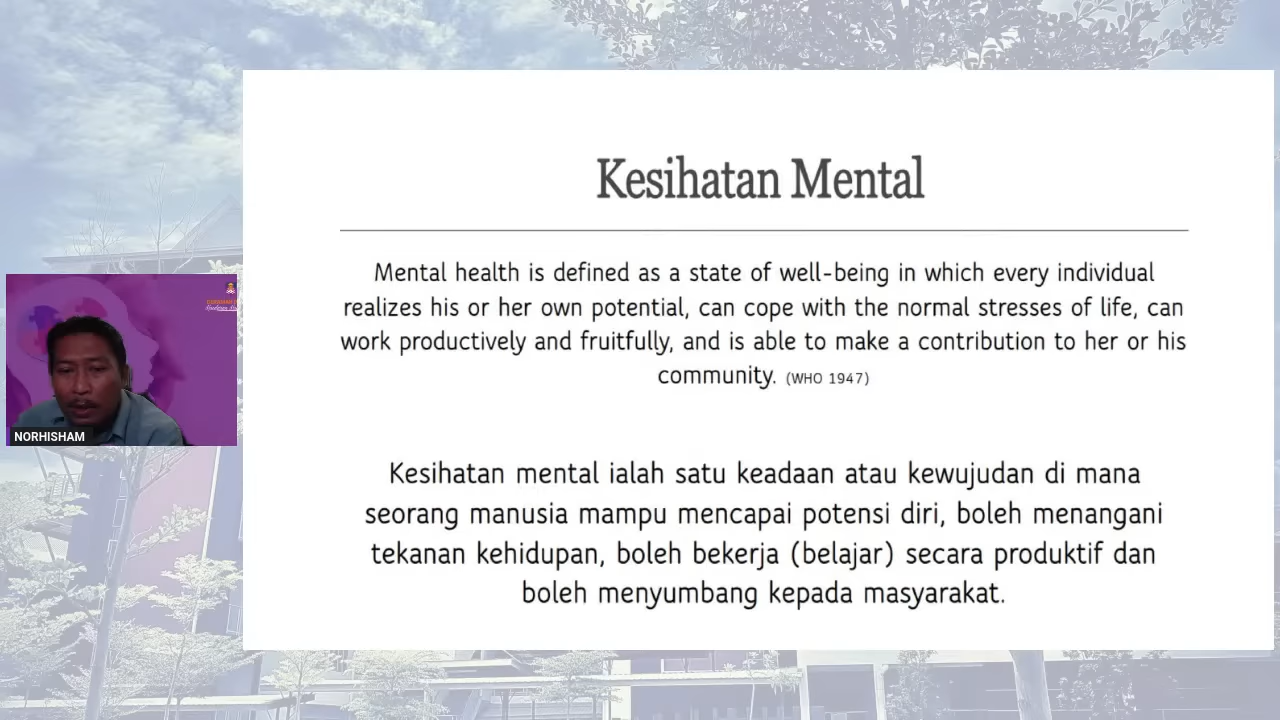 Kesihatan Mental
Mental health is defined as a state of well-being in which every individual
realizes his or her own potential, can cope with the normal stresses of life, can
work productively and fruitfully, and is able to make a contribution to her or his
community. (WHO 1947)
Kesihatan mental ialah satu keadaan atau kewujudan di mana
seorang manusia mampu mencapai potensi diri, boleh menangani
tekanan kehidupan, boleh bekerja (belajar) secara produktif dan
boleh menyumbang kepada masyarakat.
NORHISHAM